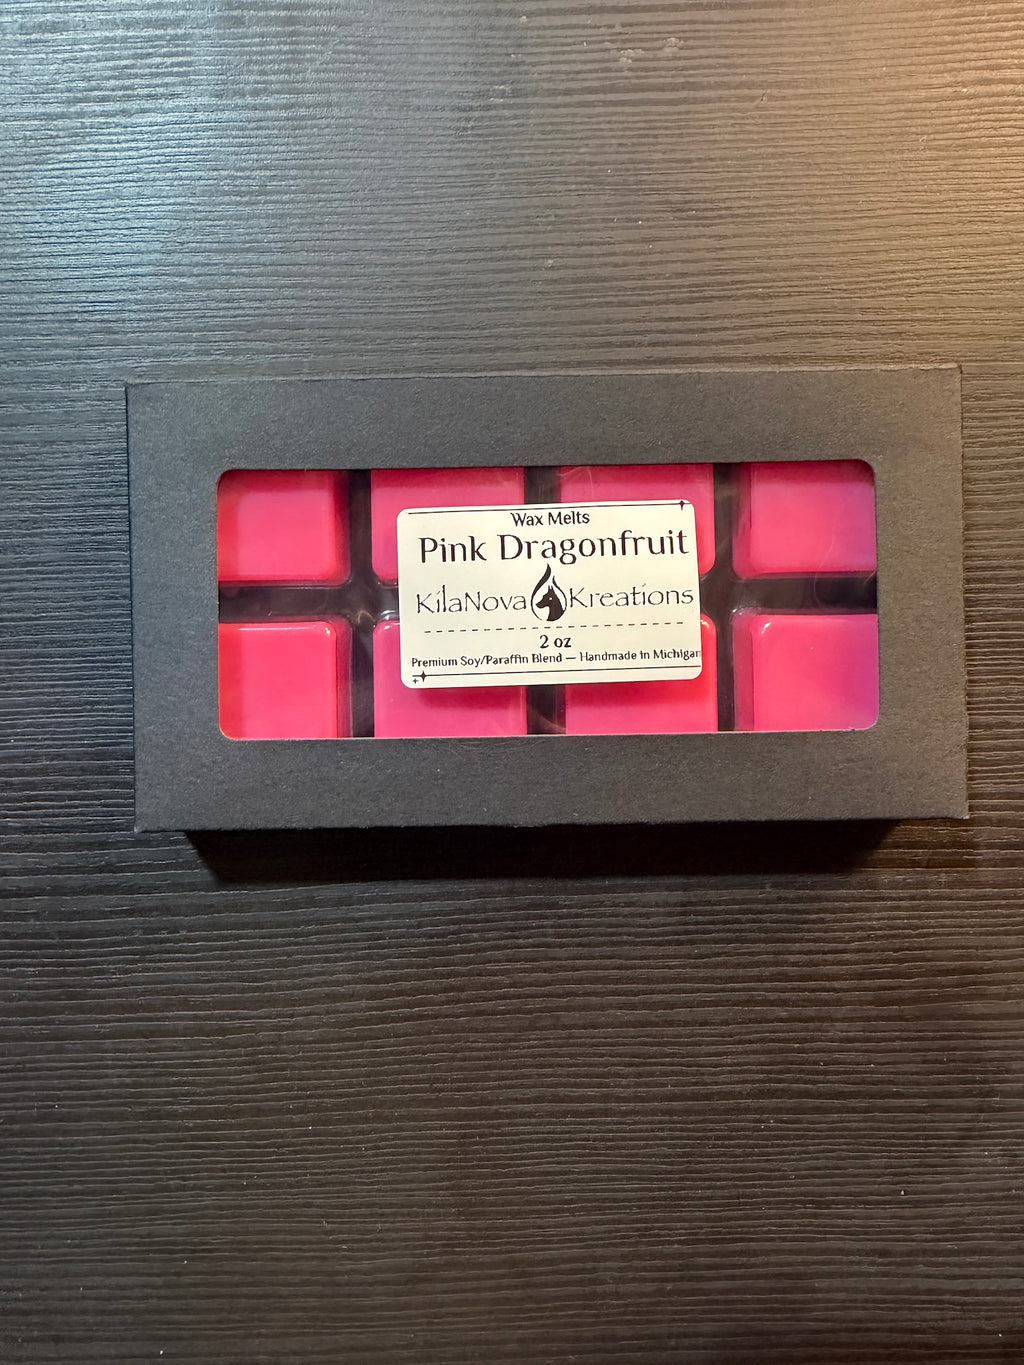 Wax Melts
Pink Dragonfruit
KilaNova Kreations
2 oz
Premium Soy/Paraffin Blend — Handmade in Michigan